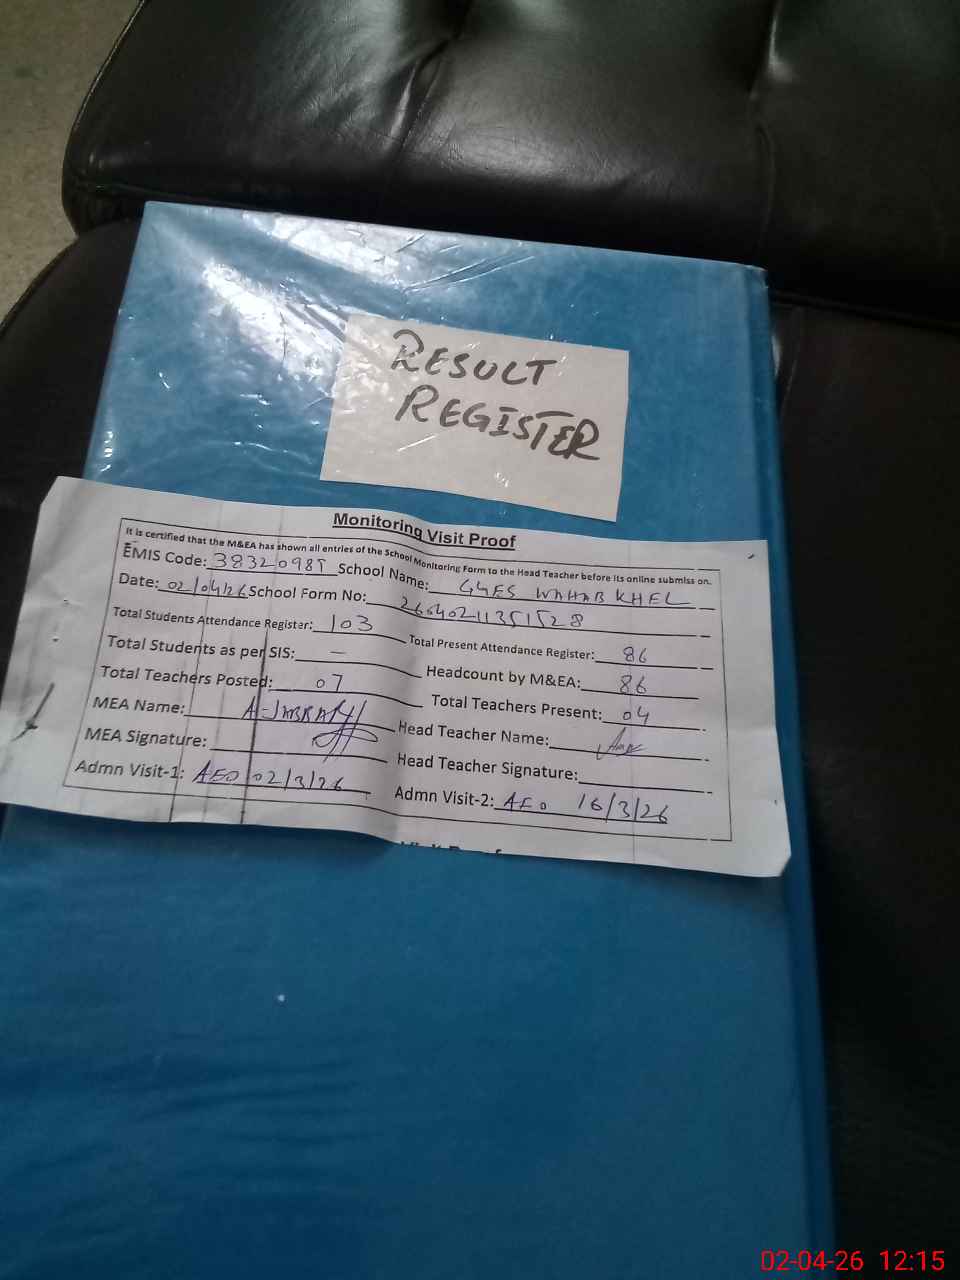 RESULT
REGISTER
Monitoring Visit Proof
It is certified that the M&EA has shown all entries of the School Monitoring Form to the Head Teacher before its online submiss on.
EMIS Code: 38320985 School Name: GGES WAHAB KHEL
Date: 02/04/26 School Form No: 2604021135152 8
Total Students Attendance Register: 103 Total Present Attendance Register: 86
Total Students as per SIS: — Headcount by M&EA: 86
Total Teachers Posted: 07 Total Teachers Present: 04
MEA Name: A-JABBAR Head Teacher Name:
MEA Signature: Head Teacher Signature:
Admn Visit-1: AEO 02/3/26 Admn Visit-2: AEO 16/3/26
02-04-26 12:15